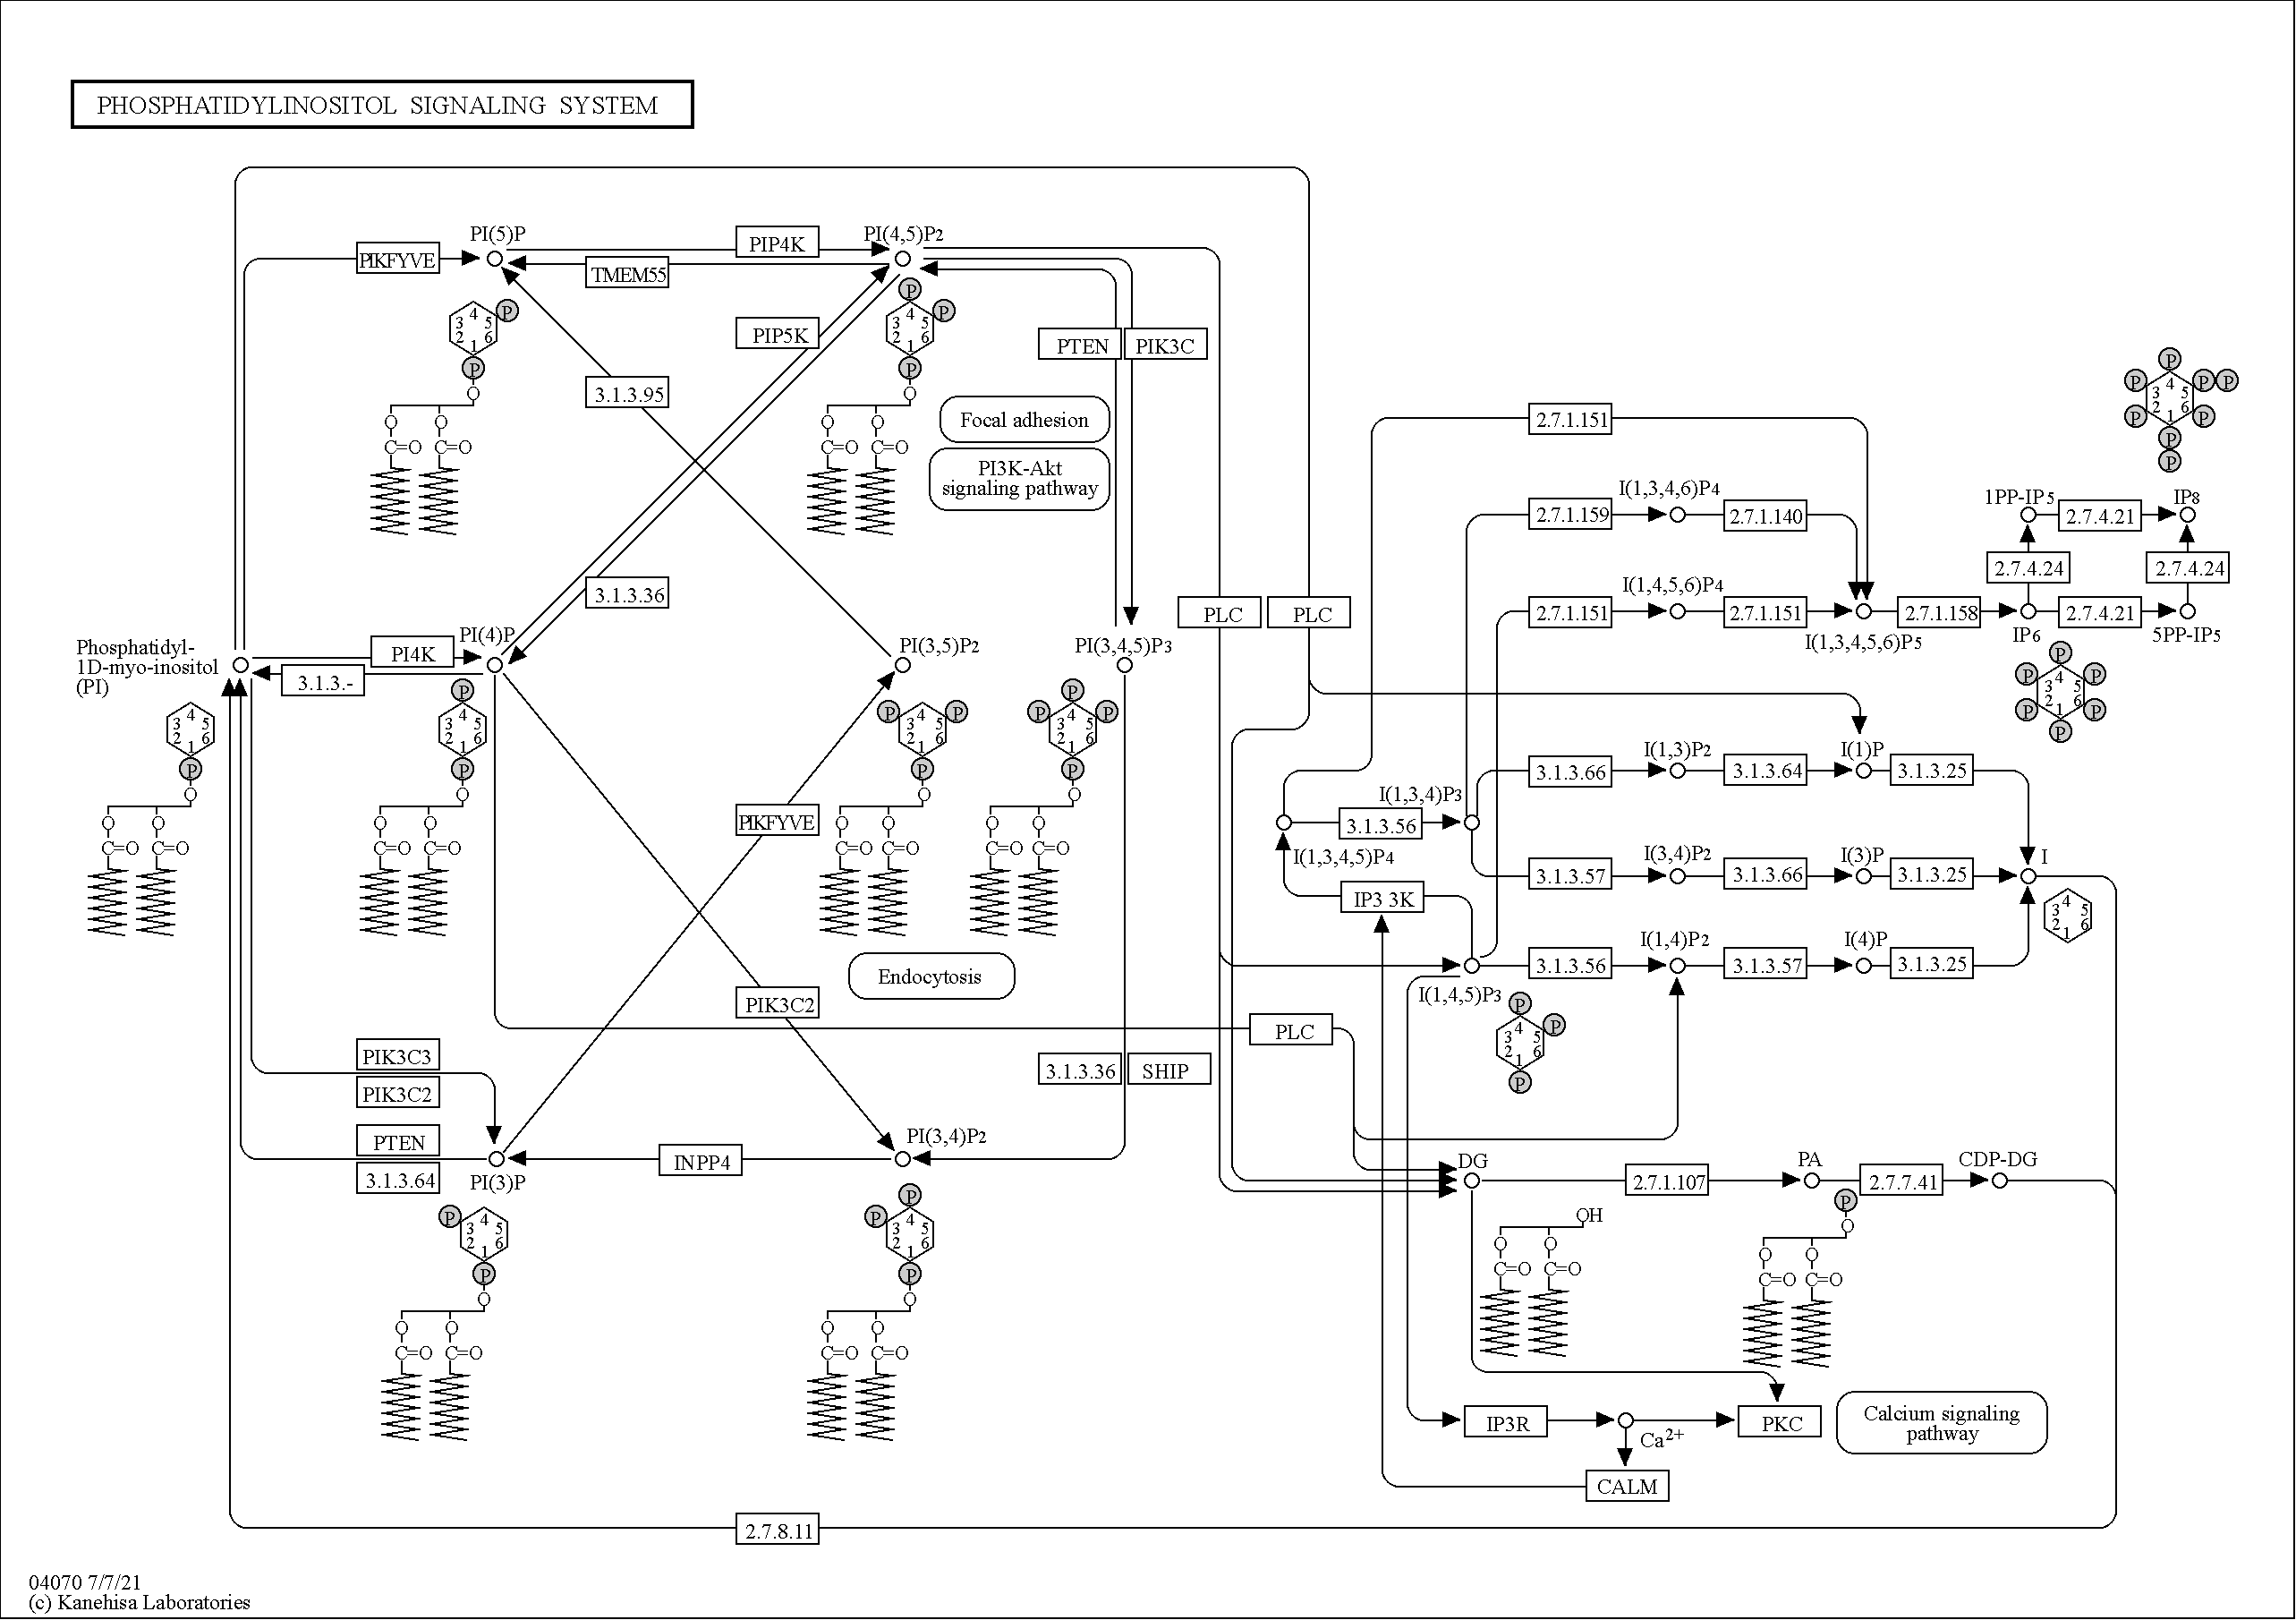 PHOSPHATIDYLINOSITOL SIGNALING SYSTEM
PI(5)P
PIKFYVE
PIP4K
TMEM55
PI(4,5)P2
PIP5K
3.1.3.95
PTEN
PIK3C
Focal adhesion
PI3K-Akt
signaling pathway
3.1.3.36
Phosphatidyl-
1D-myo-inositol
(PI)
PI4K
3.1.3.-
PI(4)P
PI(3,5)P2
PI(3,4,5)P3
PIKFYVE
Endocytosis
PIK3C2
PIK3C3
PIK3C2
PTEN
3.1.3.64
PI(3)P
INPP4
PI(3,4)P2
3.1.3.36
SHIP
PLC
PLC
PLC
2.7.1.151
I(1,3,4,6)P4
2.7.1.159
2.7.1.140
I(1,4,5,6)P4
2.7.1.151
2.7.1.151
I(1,3,4,5,6)P5
2.7.1.158
IP6
1PP-IP5
2.7.4.21
IP8
2.7.4.24
2.7.4.24
2.7.4.21
5PP-IP5
I(1,3)P2
I(1)P
3.1.3.66
3.1.3.64
3.1.3.25
I(1,3,4)P3
3.1.3.56
I(1,3,4,5)P4
I(3,4)P2
I(3)P
I
3.1.3.57
3.1.3.66
3.1.3.25
IP3 3K
I(1,4)P2
I(4)P
3.1.3.56
3.1.3.57
3.1.3.25
I(1,4,5)P3
DG
2.7.1.107
PA
2.7.7.41
CDP-DG
OH
IP3R
Ca2+
PKC
CALM
Calcium signaling
pathway
2.7.8.11
04070 7/7/21
(c) Kanehisa Laboratories